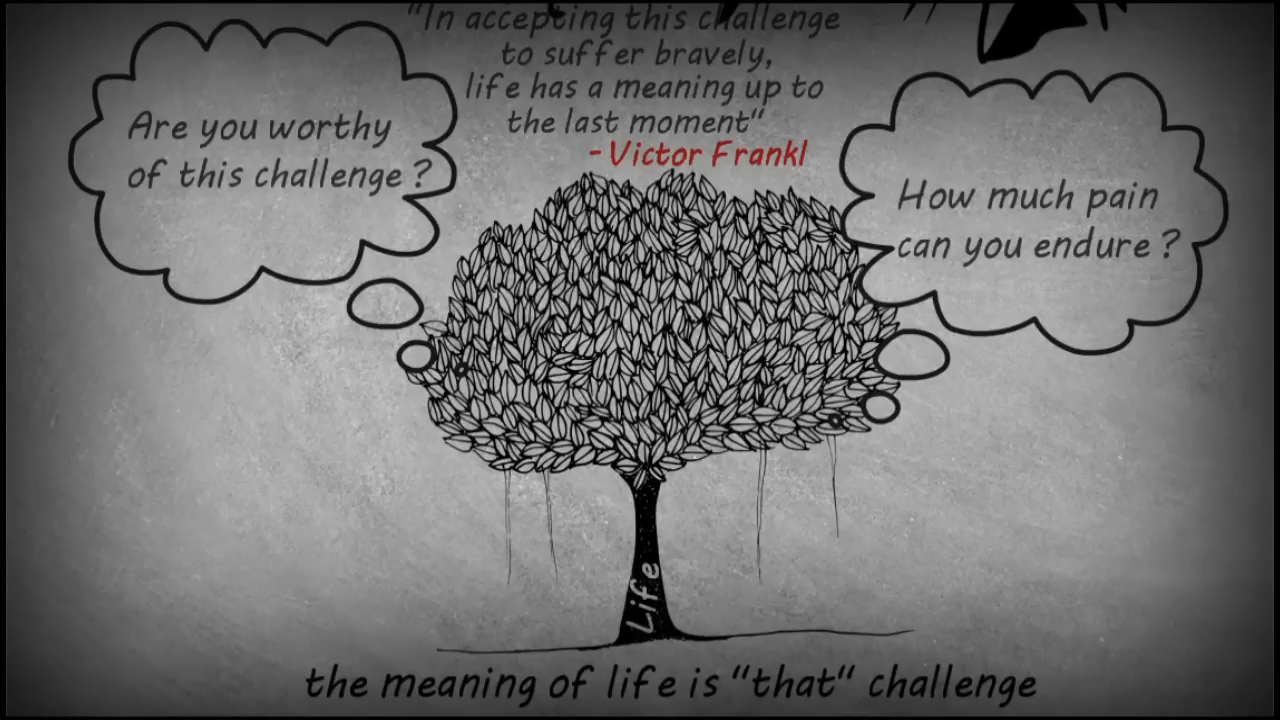 "In accepting this challenge
to suffer bravely,
life has a meaning up to
the last moment"
- Victor Frankl
Are you worthy
of this challenge ?
How much pain
can you endure ?
Life
the meaning of life is "that" challenge